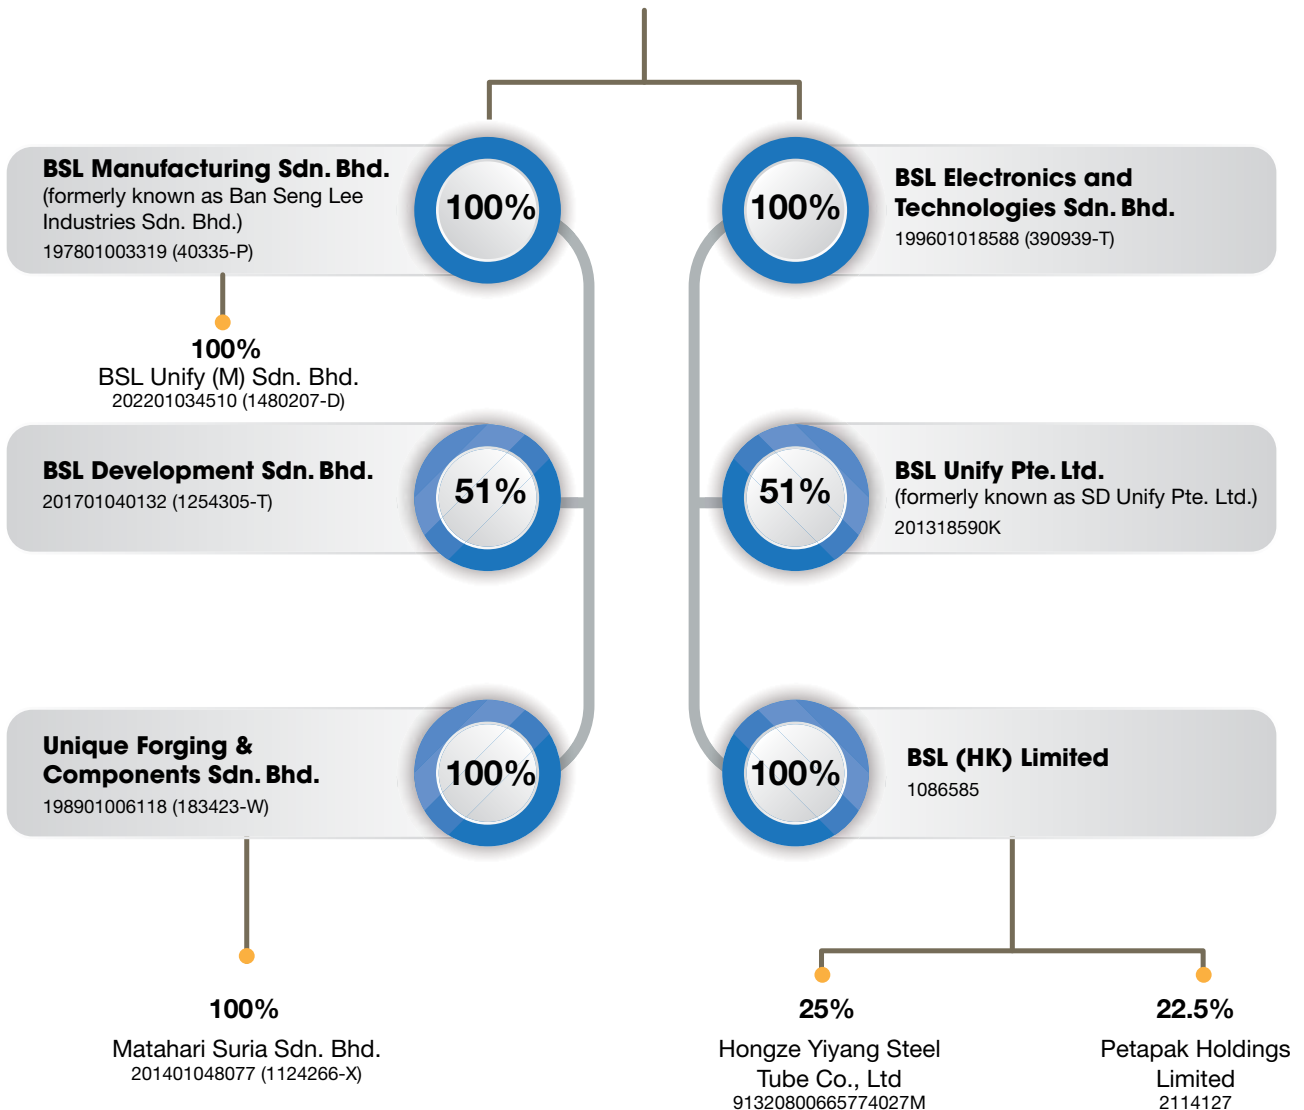 BSL Manufacturing Sdn. Bhd.
(formerly known as Ban Seng Lee
Industries Sdn. Bhd.)
197801003319 (40335-P)
100%
100%
BSL Unify (M) Sdn. Bhd.
202201034510 (1480207-D)
100%
BSL Electronics and
Technologies Sdn. Bhd.
199601018588 (390939-T)
BSL Development Sdn. Bhd.
201701040132 (1254305-T)
51%
51%
BSL Unify Pte. Ltd.
(formerly known as SD Unify Pte. Ltd.)
201318590K
Unique Forging &
Components Sdn. Bhd.
198901006118 (183423-W)
100%
100%
BSL (HK) Limited
1086585
100%
Matahari Suria Sdn. Bhd.
201401048077 (1124266-X)
25%
Hongze Yiyang Steel
Tube Co., Ltd
91320800665774027M
22.5%
Petapak Holdings
Limited
2114127